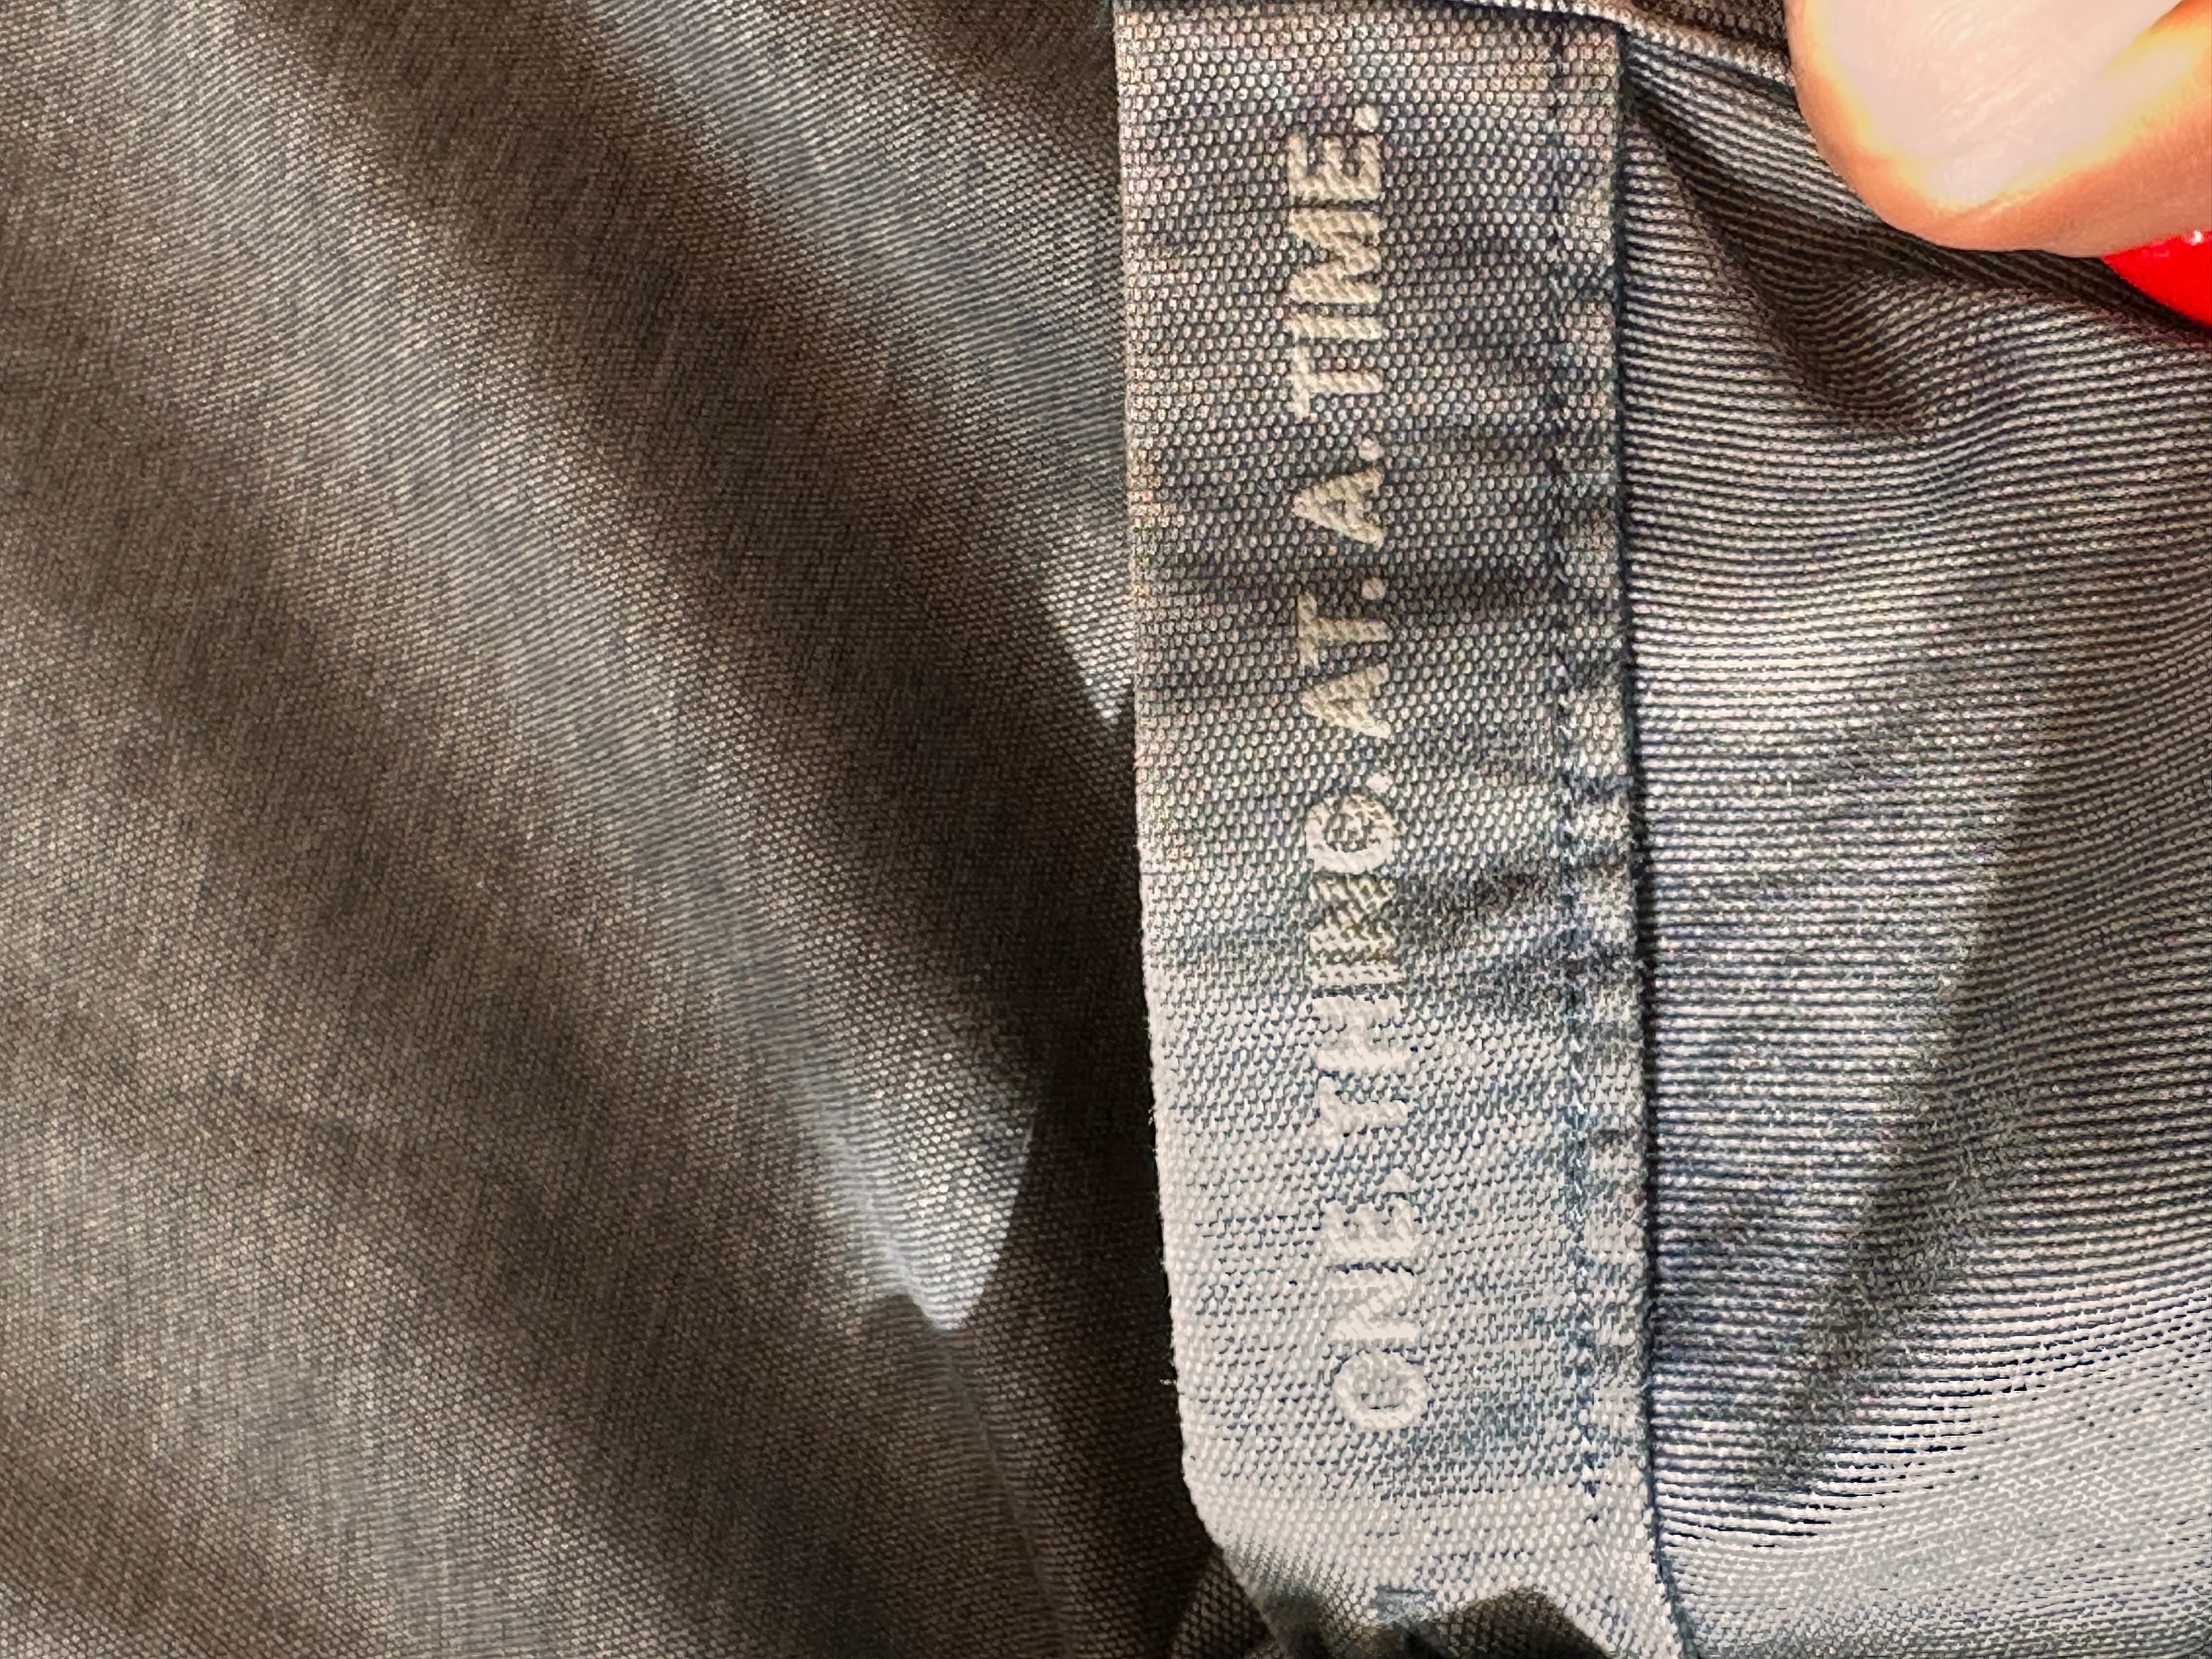 ONE. THING. AT. A. TIME.